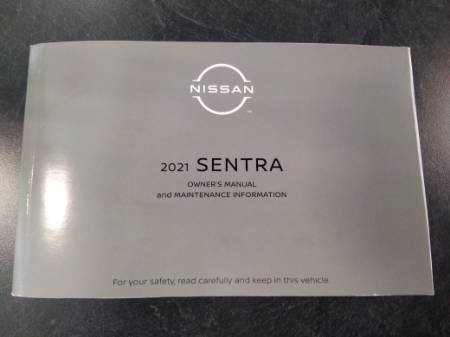 NISSAN
2021 SENTRA
OWNER'S MANUAL
and MAINTENANCE INFORMATION
For your safety, read carefully and keep in this vehicle.